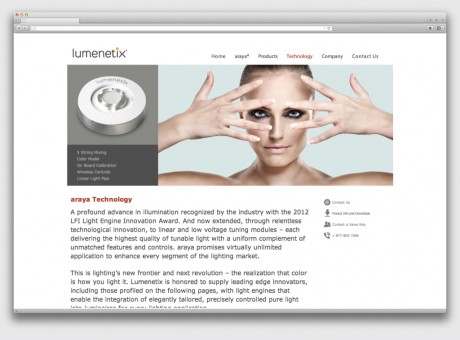 lumenetix
Home araya® Products Technology Company Contact Us
lumenetix
5 String Mixing
Color Model
On Board Calibration
Wireless Controls
Linear Light Pipe
araya Technology
A profound advance in illumination recognized by the industry with the 2012
LFI Light Engine Innovation Award. And now extended, through relentless
technological innovation, to linear and low voltage tuning modules – each
delivering the highest quality of tunable light with a uniform complement of
unmatched features and controls. araya promises virtually unlimited
application to enhance every segment of the lighting market.
This is lighting's new frontier and next revolution – the realization that color
is how you light it. Lumenetix is honored to supply leading edge innovators,
including those profiled on the following pages, with light engines that
enable the integration of elegantly tailored, precisely controlled pure light
into luminaires for every lighting application.
Contact us
Product Info and Downloads
Contact a Sales Rep